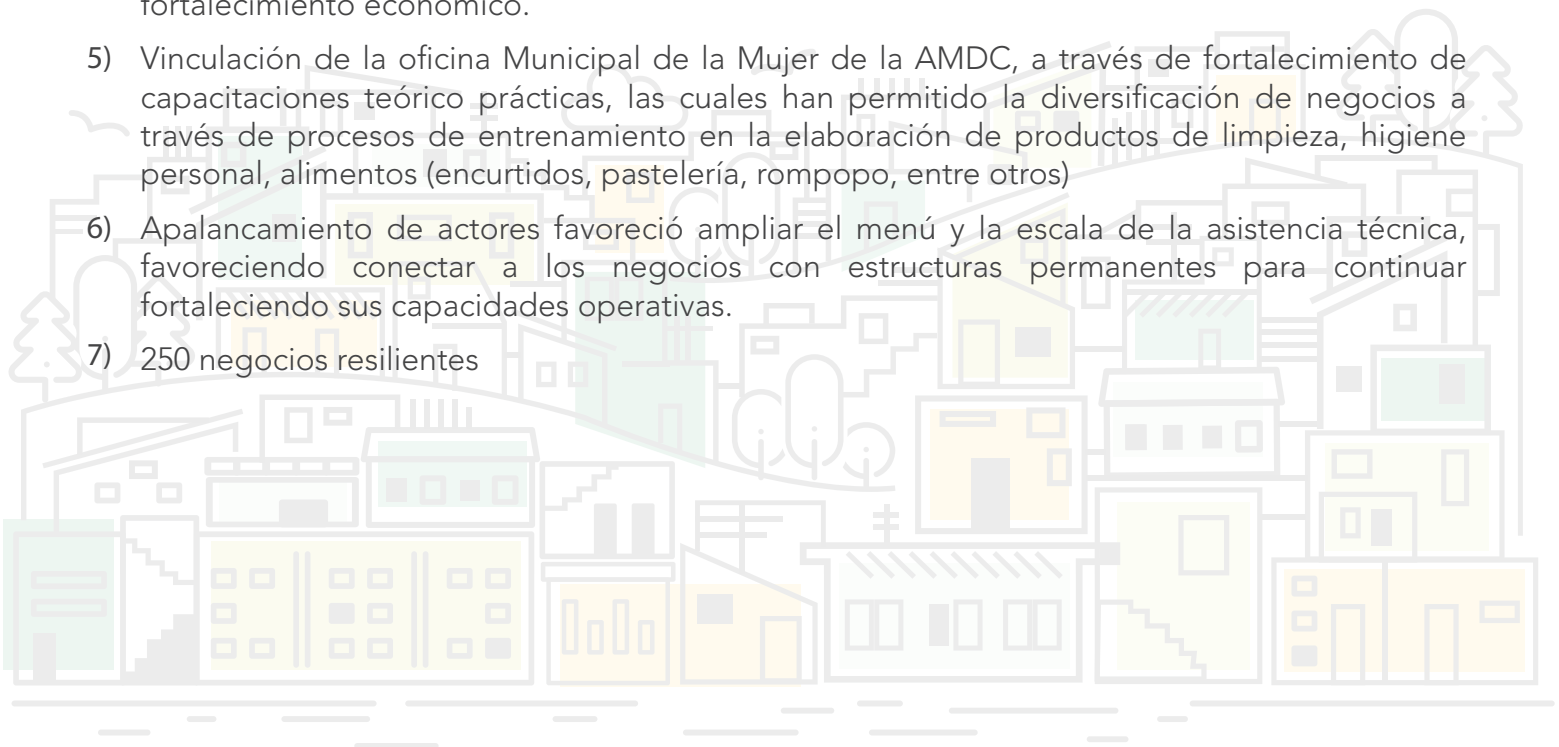 fortalecimiento económico.
5) Vinculación de la oficina Municipal de la Mujer de la AMDC, a través de fortalecimiento de
capacitaciones teórico prácticas, las cuales han permitido la diversificación de negocios a
través de procesos de entrenamiento en la elaboración de productos de limpieza, higiene
personal, alimentos (encurtidos, pastelería, rompopo, entre otros)
6) Apalancamiento de actores favoreció ampliar el menú y la escala de la asistencia técnica,
favoreciendo conectar a los negocios con estructuras permanentes para continuar
fortaleciendo sus capacidades operativas.
7) 250 negocios resilientes